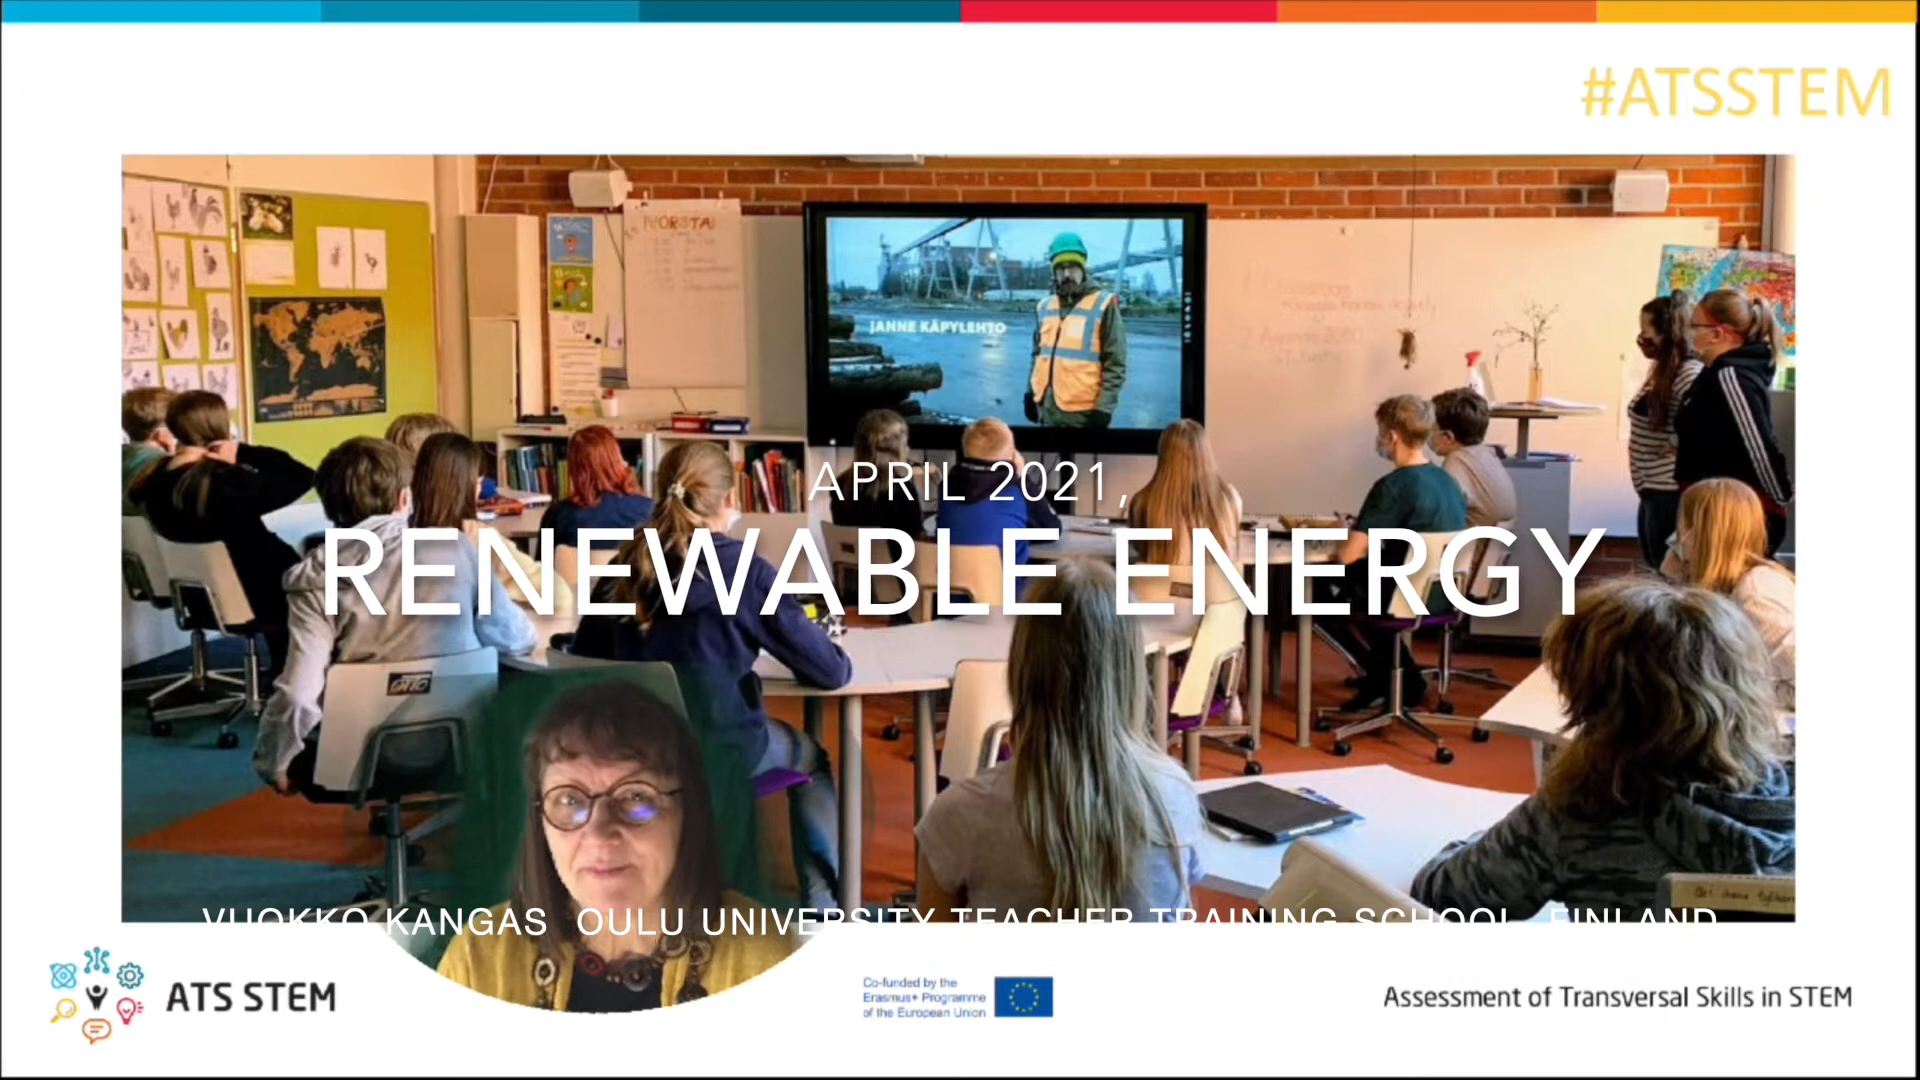 #ATSSTEM
JANNE KÄPYLEHTO
APRIL 2021,
RENEWABLE ENERGY
VUOKKO KANGAS OULU UNIVERSITY TEACHER TRAINING SCHOOL, FINLAND
ATS STEM
Co-funded by the
Erasmus+ Programme
of the European Union
Assessment of Transversal Skills in STEM